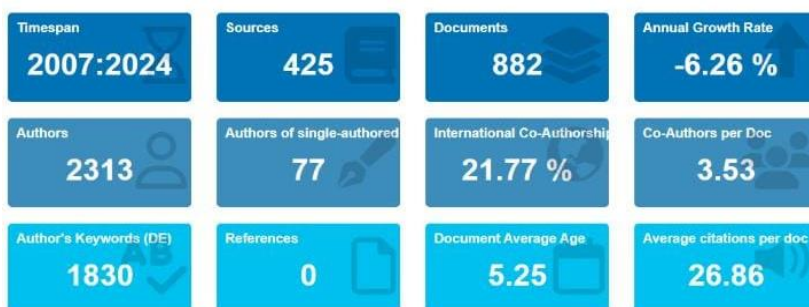 Timespan
2007:2024
Sources
425
Documents
882
Annual Growth Rate
-6.26 %
Authors
2313
Authors of single-authored
77
International Co-Authorship
21.77 %
Co-Authors per Doc
3.53
Author's Keywords (DE)
1830
AB
References
0
Document Average Age
5.25
Average citations per doc
26.86